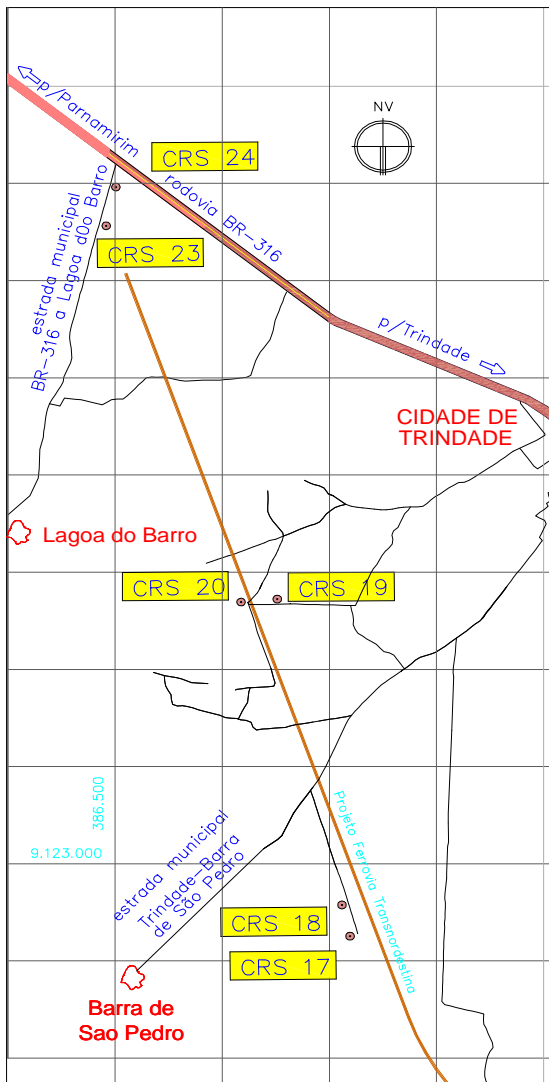 p/Parnamirim
NV
CRS 24
rodovia BR-316
estrada municipal
BR-316 a Lagoa dOo Barro
CRS 23
p/Trindade
CIDADE DE
TRINDADE
Lagoa do Barro
CRS 20
CRS 19
386.500
9.123.000
Projeto Ferrovia Transnordestina
estrada municipal
Trindade-Barra
de São Pedro
CRS 18
CRS 17
Barra de
Sao Pedro